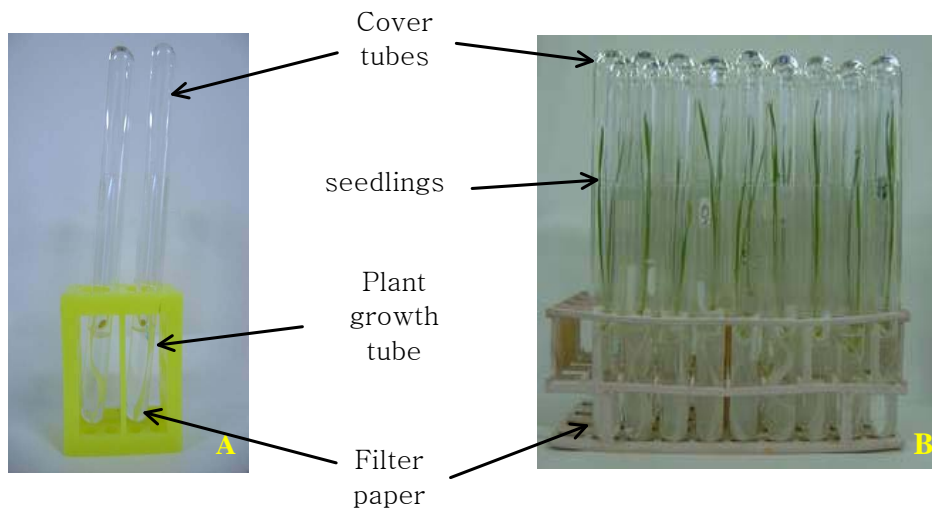 Cover
tubes
seedlings
Plant
growth
tube
Filter
paper
A
B